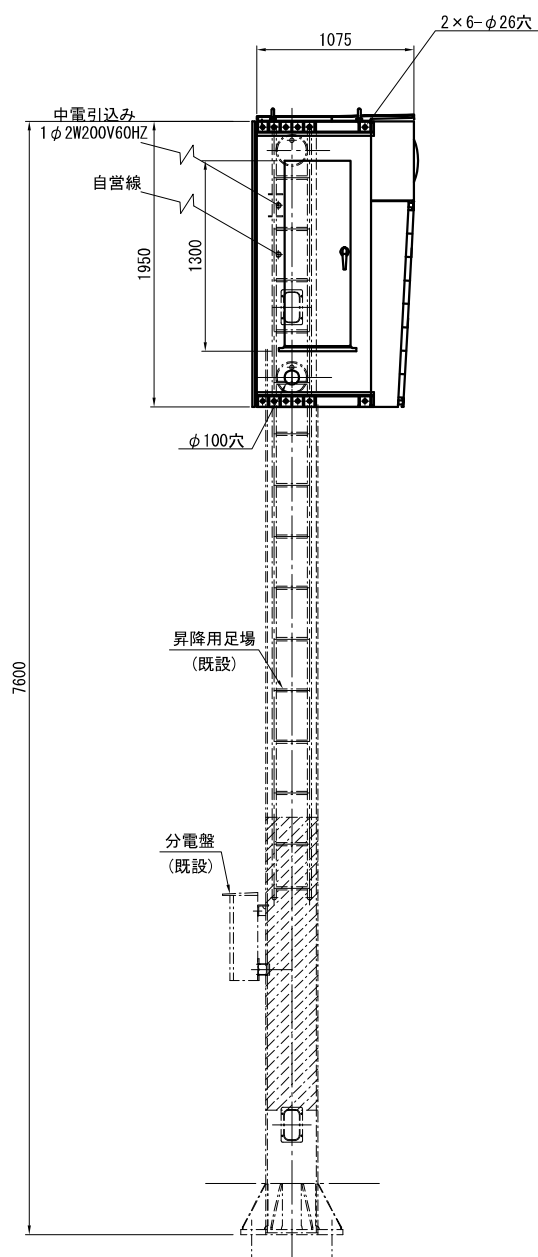 2×6-φ26穴
1075
中電引込み
1φ2W200V60HZ
自営線
1950
1300
φ100穴
7600
昇降用足場
(既設)
分電盤
(既設)